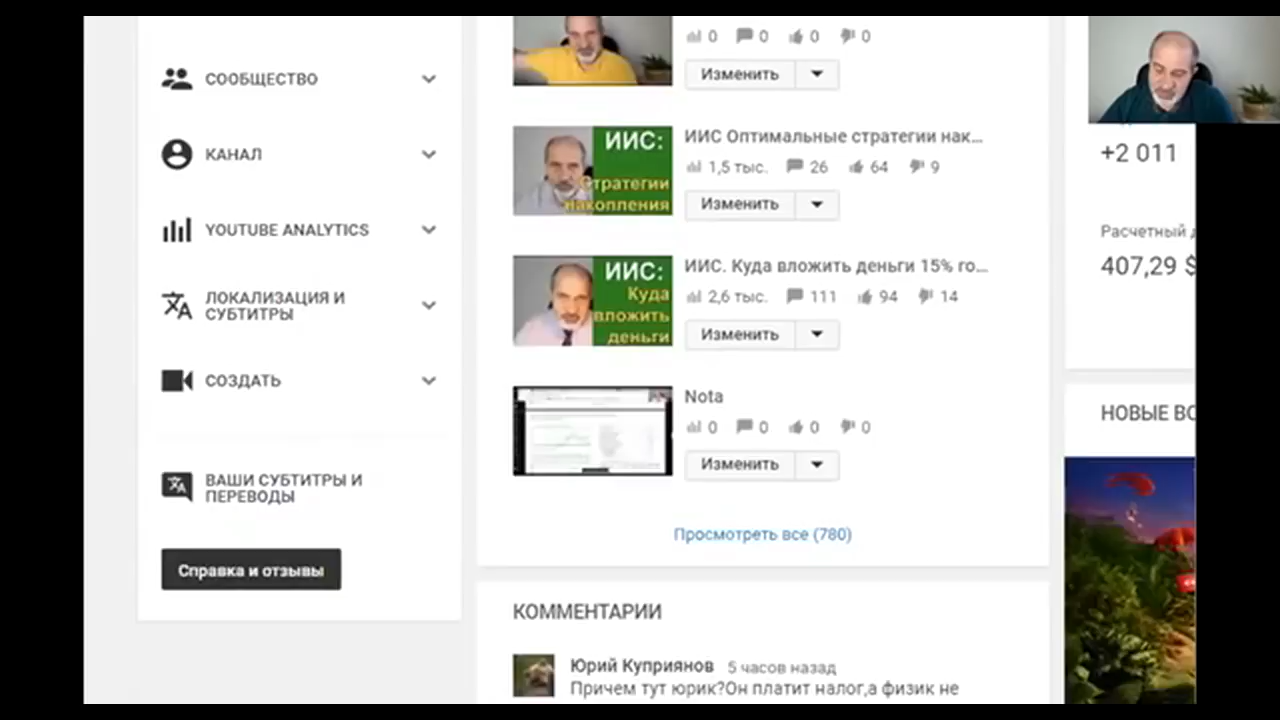 СООБЩЕСТВО
КАНАЛ
YOUTUBE ANALYTICS
ЛОКАЛИЗАЦИЯ И
СУБТИТРЫ
СОЗДАТЬ
ВАШИ СУБТИТРЫ И
ПЕРЕВОДЫ
Справка и отзывы
0 0 0 0
Изменить
ИИС:
Стратегии
накопления
ИИС Оптимальные стратегии нак...
1,5 тыс. 26 64 9
Изменить
ИИС:
Куда
вложить
деньги
ИИС. Куда вложить деньги 15% го...
2,6 тыс. 111 94 14
Изменить
Nota
0 0 0 0
Изменить
Просмотреть все (780)
КОММЕНТАРИИ
Юрий Куприянов 5 часов назад
Причем тут юрик?Он платит налог,а физик не
+2 011
Расчетный
407,29 $
НОВЫЕ ВО